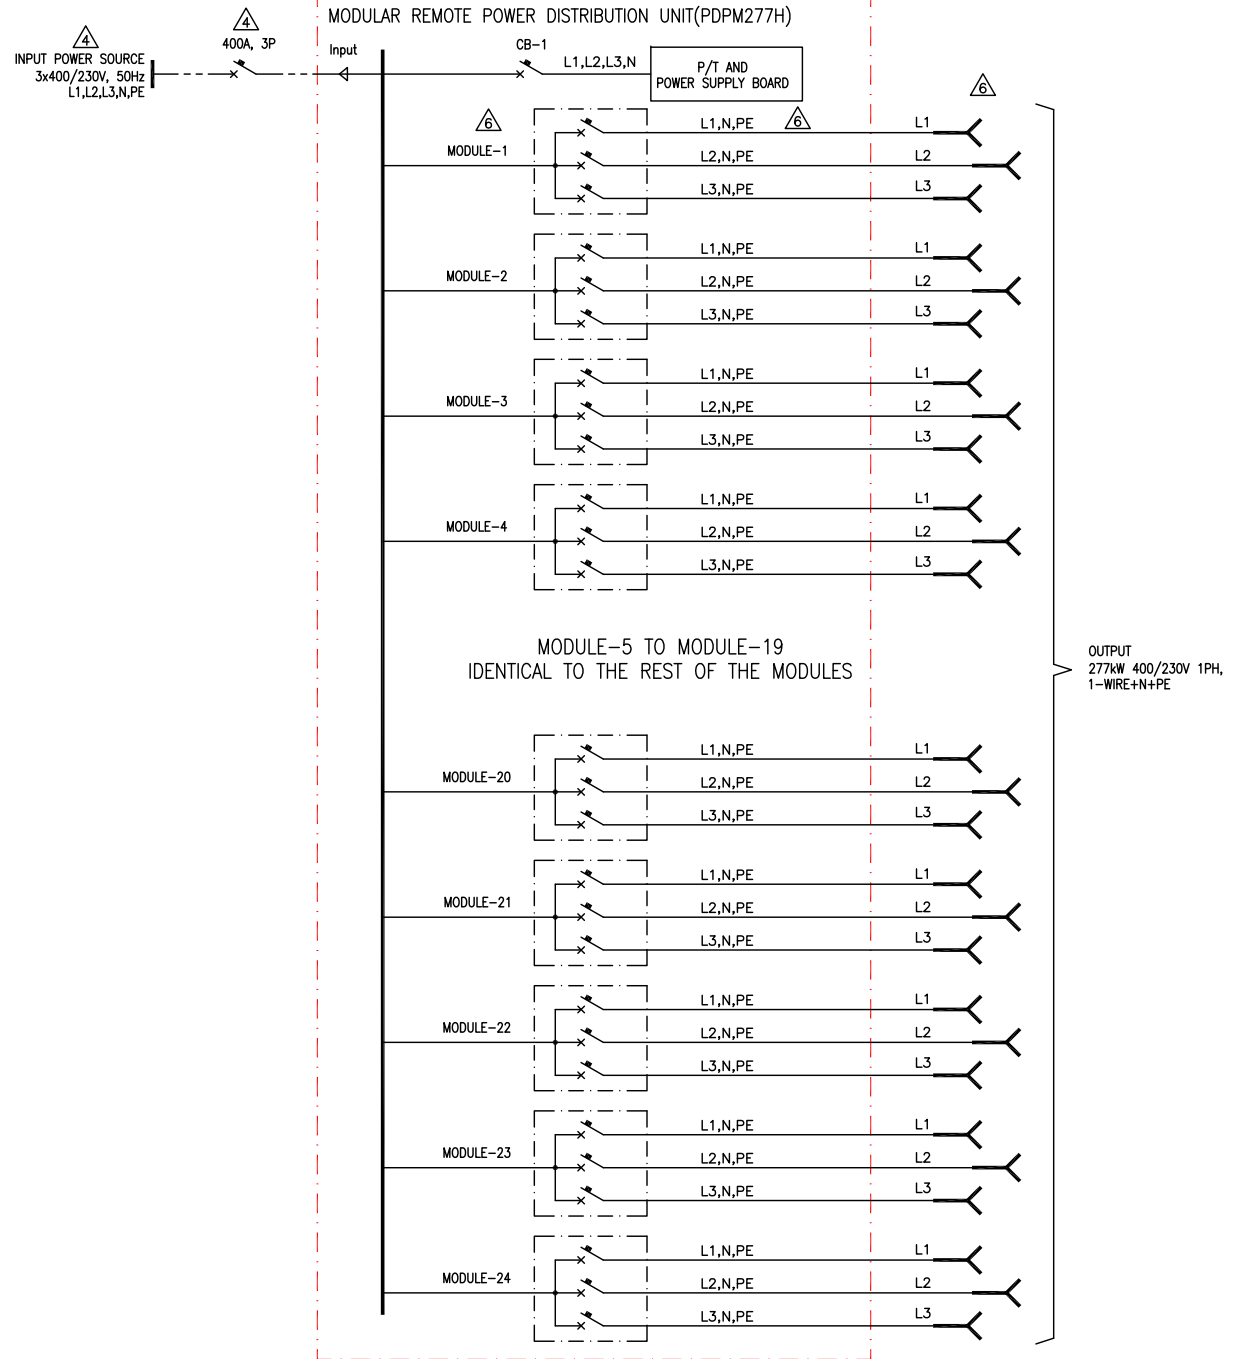 MODULAR REMOTE POWER DISTRIBUTION UNIT(PDPM277H)
4
INPUT POWER SOURCE
3x400/230V, 50Hz
L1,L2,L3,N,PE
4
400A, 3P
Input
CB-1
L1,L2,L3,N
P/T AND
POWER SUPPLY BOARD
6
6
6
MODULE-1
L1,N,PE
L1
L2,N,PE
L2
L3,N,PE
L3
MODULE-2
L1,N,PE
L1
L2,N,PE
L2
L3,N,PE
L3
MODULE-3
L1,N,PE
L1
L2,N,PE
L2
L3,N,PE
L3
MODULE-4
L1,N,PE
L1
L2,N,PE
L2
L3,N,PE
L3
MODULE-5 TO MODULE-19
IDENTICAL TO THE REST OF THE MODULES
OUTPUT
277kW 400/230V 1PH,
1-WIRE+N+PE
MODULE-20
L1,N,PE
L1
L2,N,PE
L2
L3,N,PE
L3
MODULE-21
L1,N,PE
L1
L2,N,PE
L2
L3,N,PE
L3
MODULE-22
L1,N,PE
L1
L2,N,PE
L2
L3,N,PE
L3
MODULE-23
L1,N,PE
L1
L2,N,PE
L2
L3,N,PE
L3
MODULE-24
L1,N,PE
L1
L2,N,PE
L2
L3,N,PE
L3